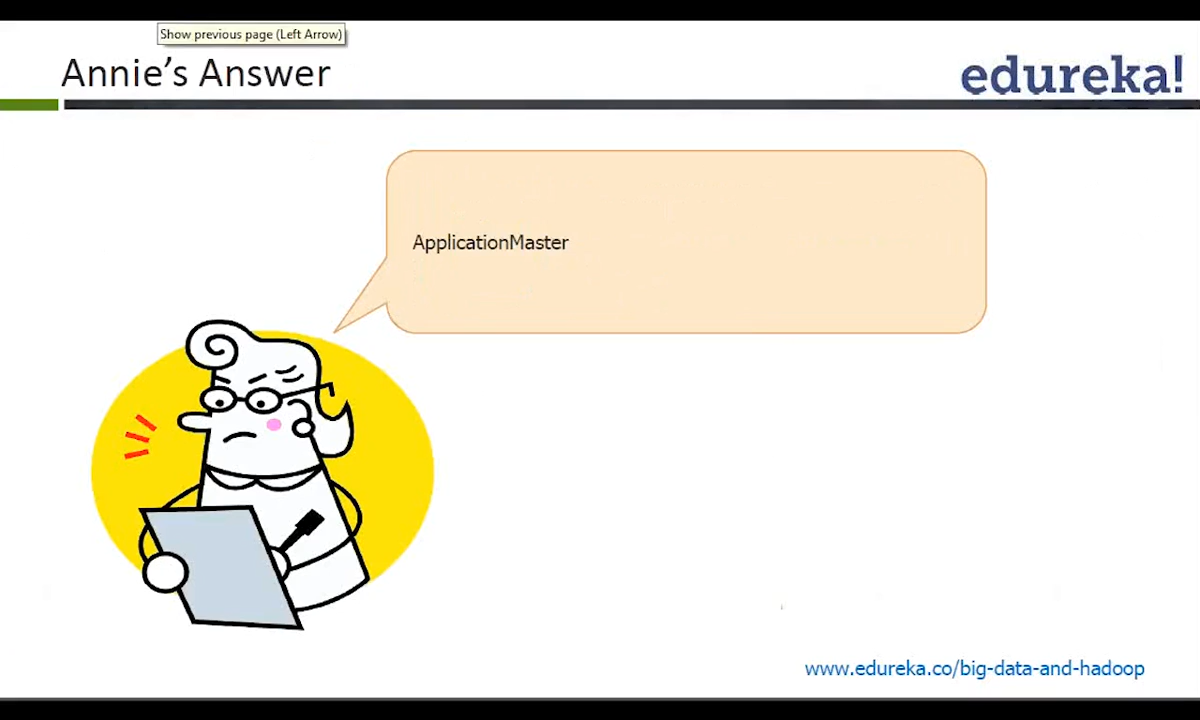 Show previous page (Left Arrow)
Annie's Answer
edureka!
ApplicationMaster
www.edureka.co/big-data-and-hadoop